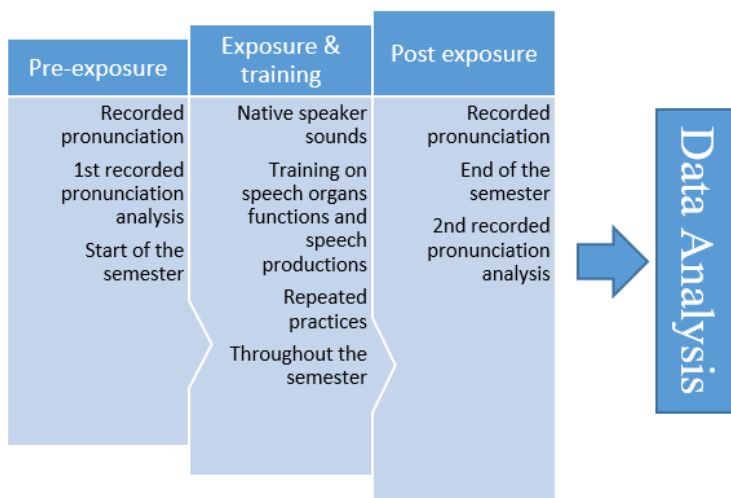 Pre-exposure
Recorded
pronunciation
1st recorded
pronunciation
analysis
Start of the
semester
Exposure &
training
Native speaker
sounds
Training on
speech organs
functions and
speech
productions
Repeated
practices
Throughout the
semester
Post exposure
Recorded
pronunciation
End of the
semester
2nd recorded
pronunciation
analysis
Data Analysis